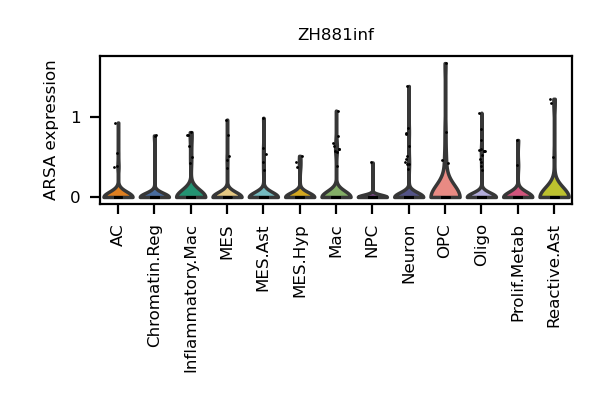 ZH881inf
ARSA expression
1
0
AC
Chromatin.Reg
Inflammatory.Mac
MES
MES.Ast
MES.Hyp
Mac
NPC
Neuron
OPC
Oligo
Prolif.Metab
Reactive.Ast